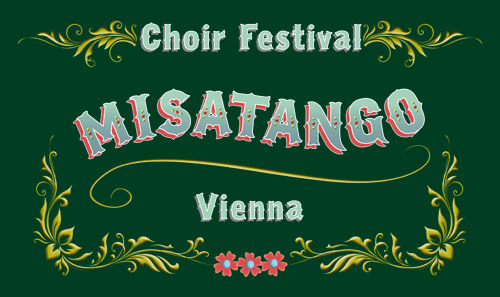 Choir Festival
MISATANGO
Vienna